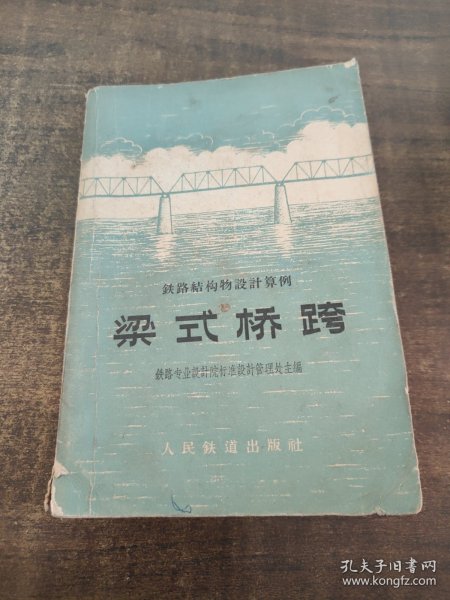 鉄路結构物設計算例
梁式桥跨
鉄路专业設計院标准設計管理处主編
人民鉄道出版社
孔夫子旧书网
www.kongfz.com